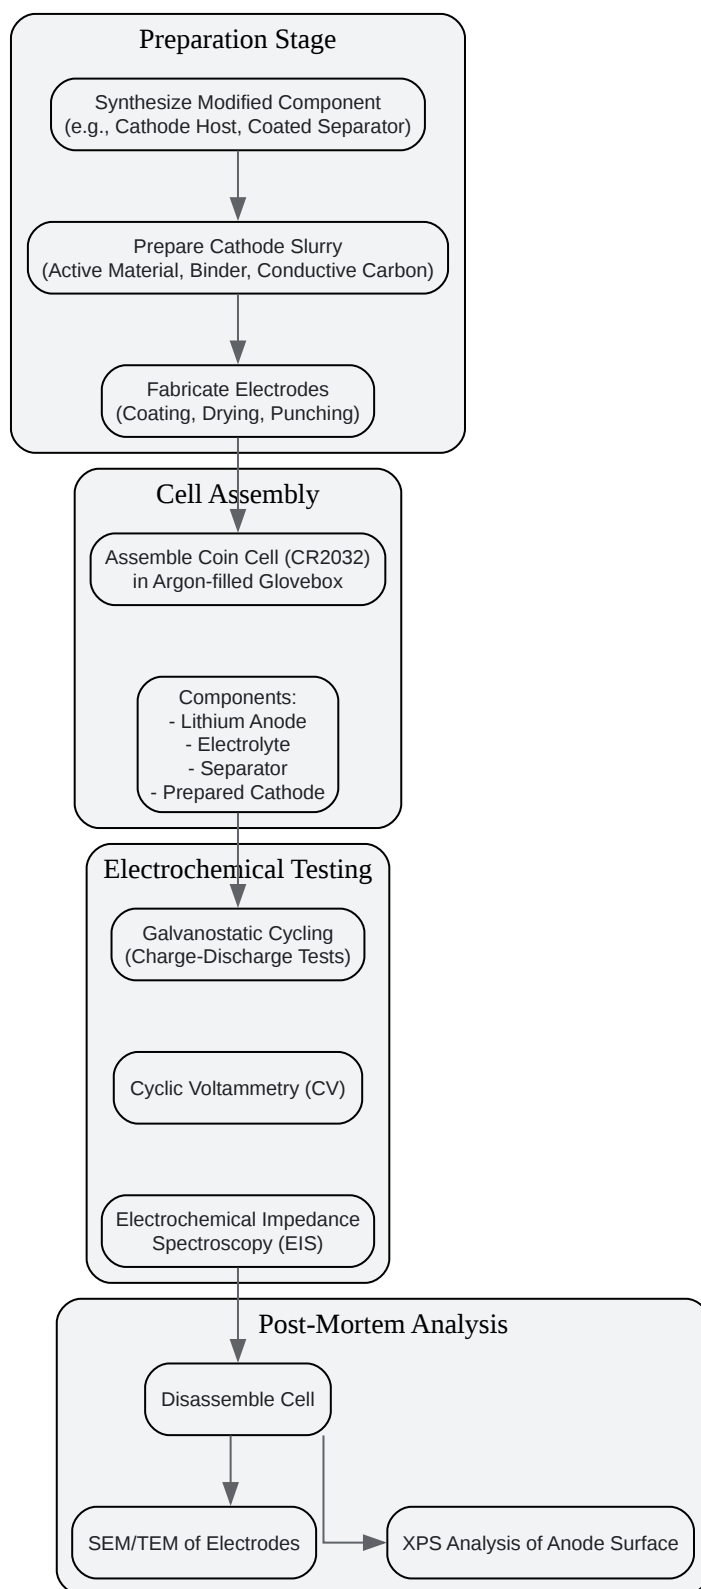 Preparation Stage
Synthesize Modified Component
(e.g., Cathode Host, Coated Separator)
Prepare Cathode Slurry
(Active Material, Binder, Conductive Carbon)
Fabricate Electrodes
(Coating, Drying, Punching)
Cell Assembly
Assemble Coin Cell (CR2032)
in Argon-filled Glovebox
Components:
- Lithium Anode
- Electrolyte
- Separator
- Prepared Cathode
Electrochemical Testing
Galvanostatic Cycling
(Charge-Discharge Tests)
Cyclic Voltammetry (CV)
Electrochemical Impedance
Spectroscopy (EIS)
Post-Mortem Analysis
Disassemble Cell
SEM/TEM of Electrodes
XPS Analysis of Anode Surface